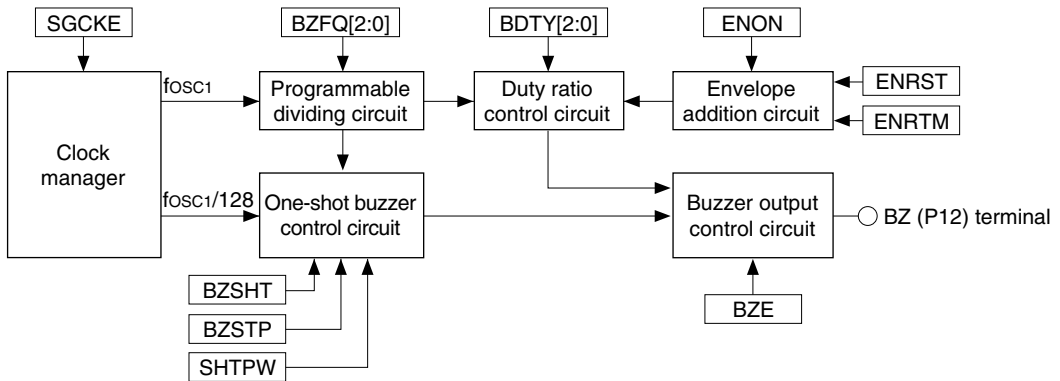 SGCKE
BZFQ[2:0]
BDTY[2:0]
ENON
fOSC1
Programmable
dividing circuit
Duty ratio
control circuit
Envelope
addition circuit
ENRST
ENRTM
Clock
manager
fOSC1/128
One-shot buzzer
control circuit
Buzzer output
control circuit
BZ (P12) terminal
BZSHT
BZSTP
SHTPW
BZE